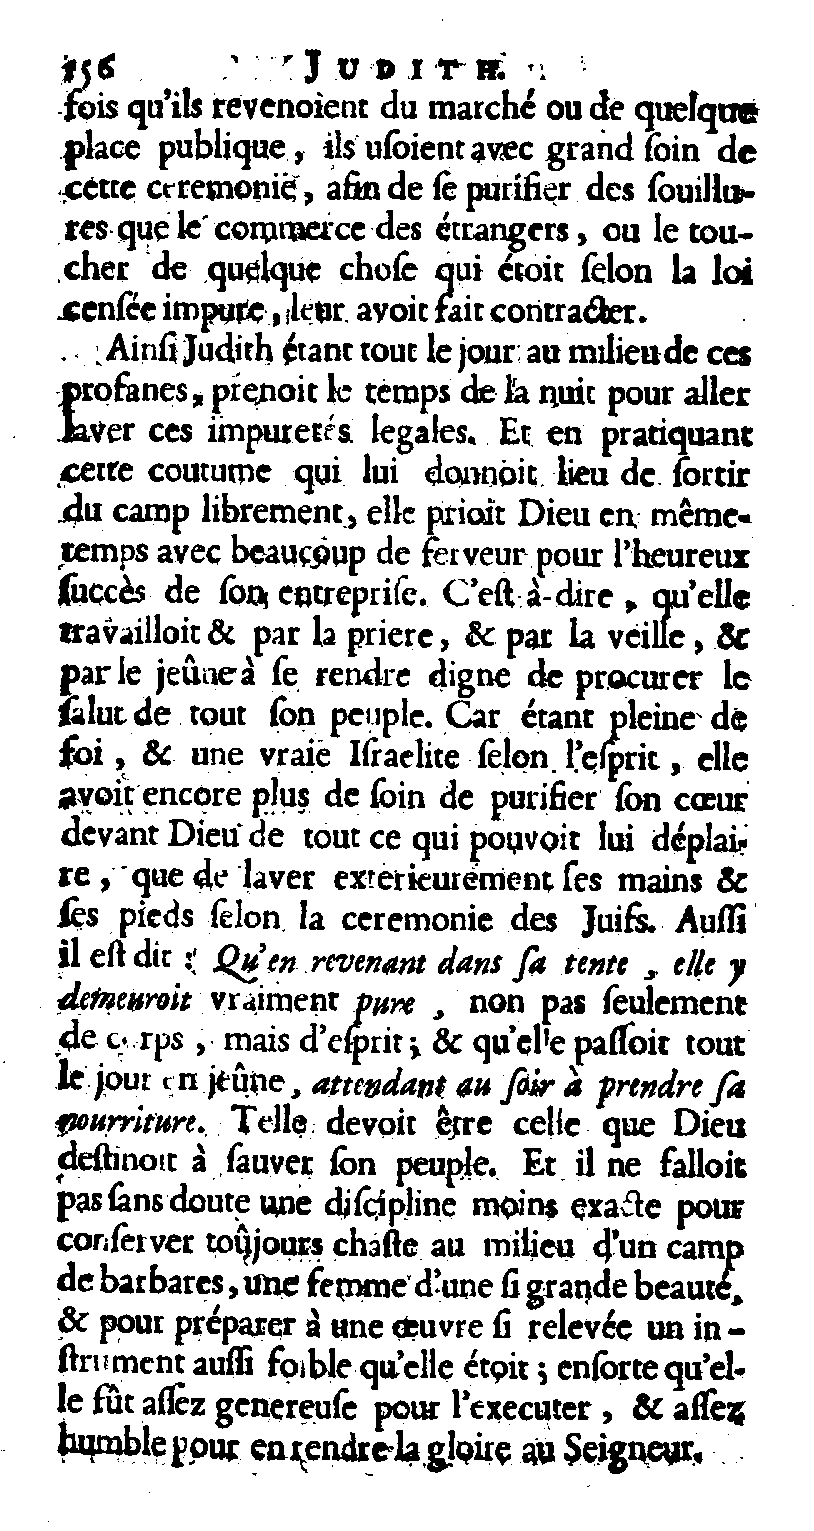 156 JUDITH.
fois qu'ils revenoient du marché ou de quelque
place publique, ils uſoient avec grand ſoin de
cette ceremonie, afin de ſe purifier des ſouillu-
res que le commerce des étrangers, ou le tou-
cher de quelque choſe qui étoit ſelon la loi
cenſée impure, leur avoit fait contracter.
Ainſi Judith étant tout le jour au milieu de ces
profanes, prenoit le temps de la nuit pour aller
laver ces impuretés legales. Et en pratiquant
cette coutume qui lui donnoit lieu de ſortir
du camp librement, elle prioit Dieu en même-
temps avec beaucoup de ferveur pour l'heureux
ſuccès de ſon entrepriſe. C'eſt-à-dire, qu'elle
travailloit & par la priere, & par la veille, &
par le jeûne à ſe rendre digne de procurer le
ſalut de tout ſon peuple. Car étant pleine de
foi, & une vraie Iſraelite ſelon l'eſprit, elle
avoit encore plus de ſoin de purifier ſon cœur
devant Dieu de tout ce qui pouvoit lui déplai-
re, que de laver exterieurement ſes mains &
ſes pieds ſelon la ceremonie des Juifs. Auſſi
il eſt dit : Qu'en revenant dans ſa tente, elle y
demeuroit vraiment pure, non pas ſeulement
de corps, mais d'eſprit; & qu'elle paſſoit tout
le jour en jeûne, attendant au ſoir à prendre ſa
nourriture. Telle devoit être celle que Dieu
deſtinoit à ſauver ſon peuple. Et il ne falloit
pas ſans doute une diſcipline moins exacte pour
conſerver toûjours chaſte au milieu d'un camp
de barbares, une femme d'une ſi grande beauté,
& pour préparer à une œuvre ſi relevée un in-
ſtrument auſſi foible qu'elle étoit; enſorte qu'el-
le fût aſſez genereuſe pour l'executer, & aſſez
humble pour en rendre la gloire au Seigneur.